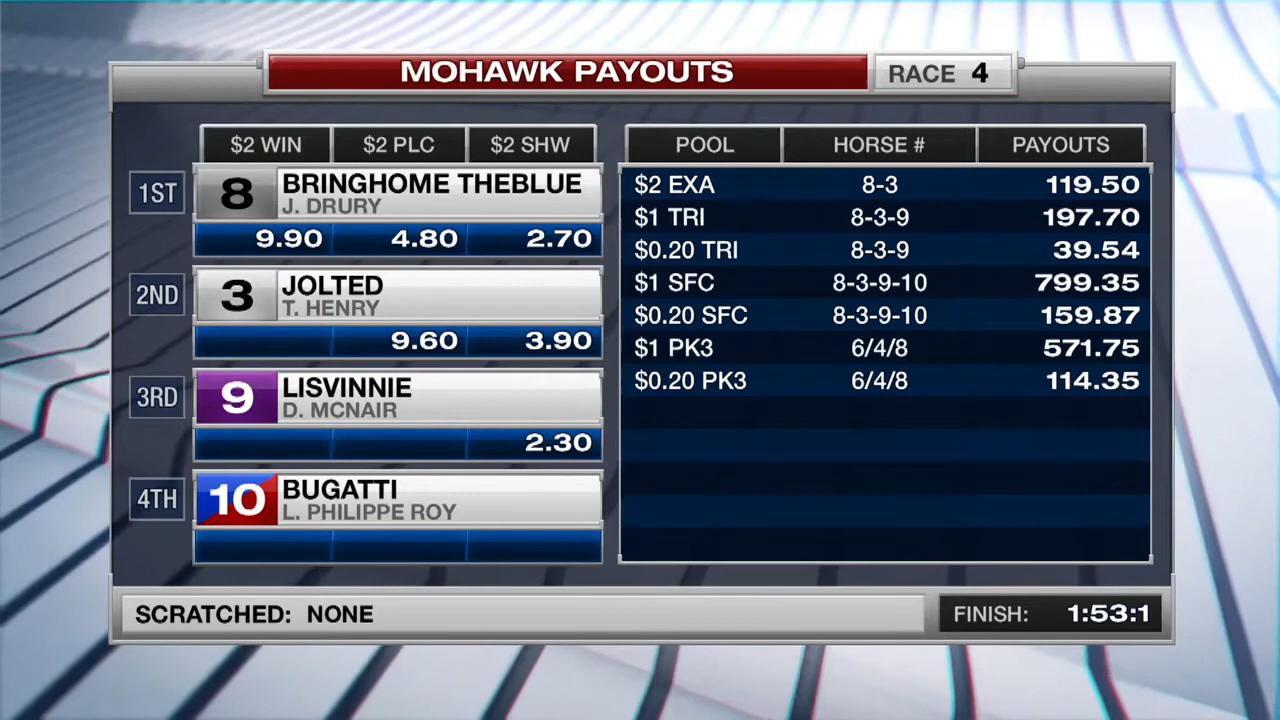 MOHAWK PAYOUTS
RACE 4
$2 WIN $2 PLC $2 SHW
1ST 8 BRINGHOME THEBLUE
J. DRURY
9.90 4.80 2.70
2ND 3 JOLTED
T. HENRY
9.60 3.90
3RD 9 LISVINNIE
D. MCNAIR
2.30
4TH 10 BUGATTI
L. PHILIPPE ROY
POOL HORSE # PAYOUTS
$2 EXA 8-3 119.50
$1 TRI 8-3-9 197.70
$0.20 TRI 8-3-9 39.54
$1 SFC 8-3-9-10 799.35
$0.20 SFC 8-3-9-10 159.87
$1 PK3 6/4/8 571.75
$0.20 PK3 6/4/8 114.35
SCRATCHED: NONE
FINISH: 1:53:1